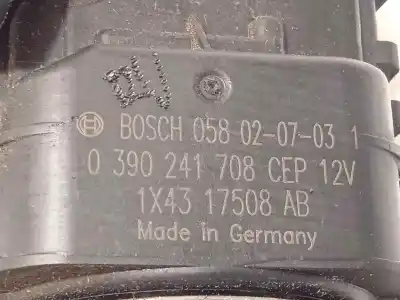 BOSCH 058 02-07-03 1
0 390 241 708 CEP 12V
1X43 17508 AB
Made in Germany